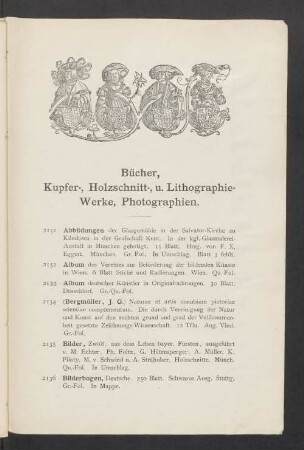 Bücher,
Kupfer-, Holzschnitt-, u. Lithographie-
Werke, Photographien.
2131 Abbildungen der Glasgemälde in der Salvator-Kirche zu
Kilndown in der Grafschaft Kent. In der kgl. Glasmalerei-
Anstalt in München gefertigt. 15 Blatt. Hrsg. von F. X.
Eggert. München. Gr.-Fol. In Umschlag. Blatt 3 fehlt.
2132 Album des Vereines zur Beförderung der bildenden Künste
in Wien. 6 Blatt Stiche und Radierungen. Wien. Qu.-Fol.
2133 Album deutscher Künstler in Originalradierungen. 30 Blatt.
Düsseldorf. Gr.-Qu.-Fol.
2134 (Bergmüller, J. G.) Naturae et artis cognitione pictoriae
scientiae complementum. Die durch Vereinigung der Natur
und Kunst auf den rechten grund und grad der Vollkommen-
heit gesetzte Zeichnungs-Wissenschaft. 12 Tfln. Aug. Vind.
Gr.-Fol.
2135 Bilder, Zwölf, aus dem Leben bayer. Fürsten, ausgeführt
v. M. Echter, Ph. Foltz, G. Hiltensperger, A. Müller, K.
Piloty, M. v. Schwind u. A. Strähuber. Holzschnitte. Münch.
Qu.-Fol. In Umschlag.
2136 Bilderbogen, Deutsche. 250 Blatt. Schwarze Ausg. Stuttg.
Gr.-Fol. In Mappe.